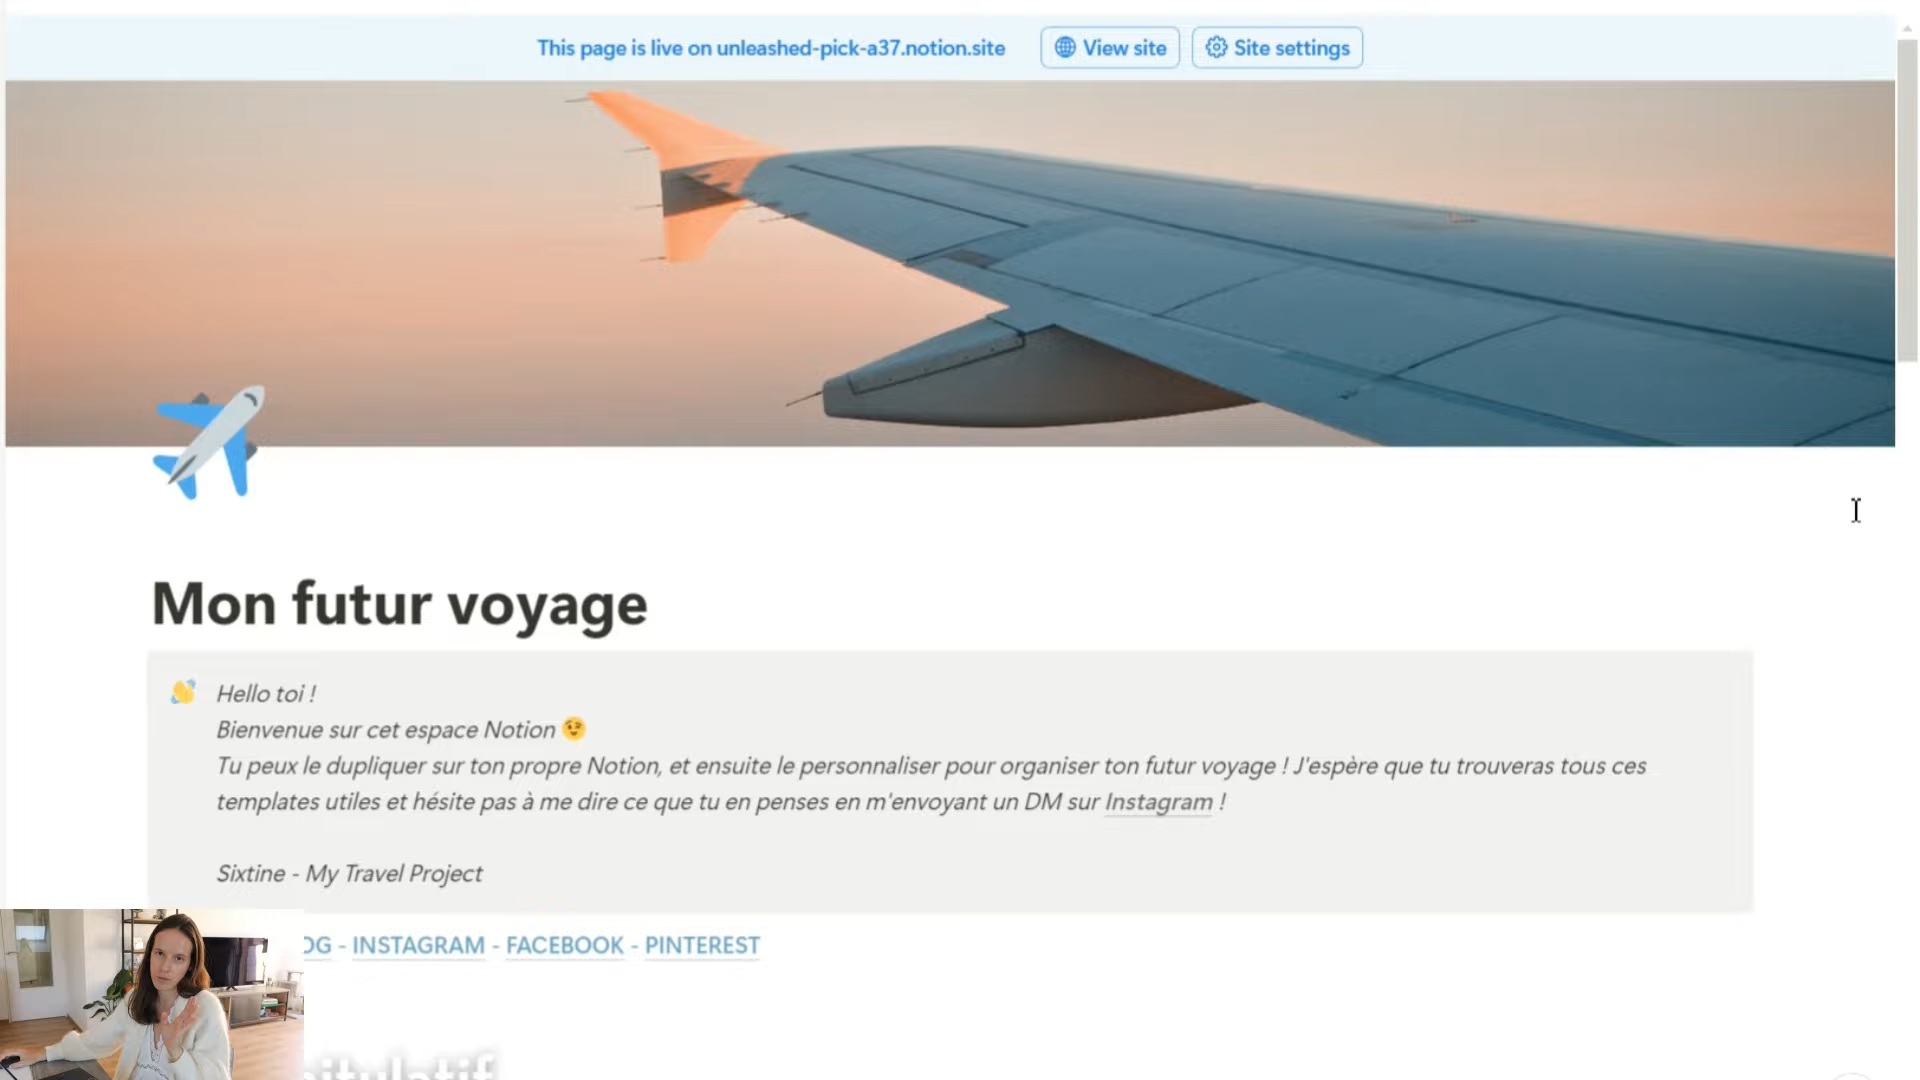 This page is live on unleashed-pick-a37.notion.site View site Site settings
Mon futur voyage
Hello toi !
Bienvenue sur cet espace Notion 😉
Tu peux le dupliquer sur ton propre Notion, et ensuite le personnaliser pour organiser ton futur voyage ! J'espère que tu trouveras tous ces
templates utiles et hésite pas à me dire ce que tu en penses en m'envoyant un DM sur Instagram !
Sixtine - My Travel Project
OG - INSTAGRAM - FACEBOOK - PINTEREST